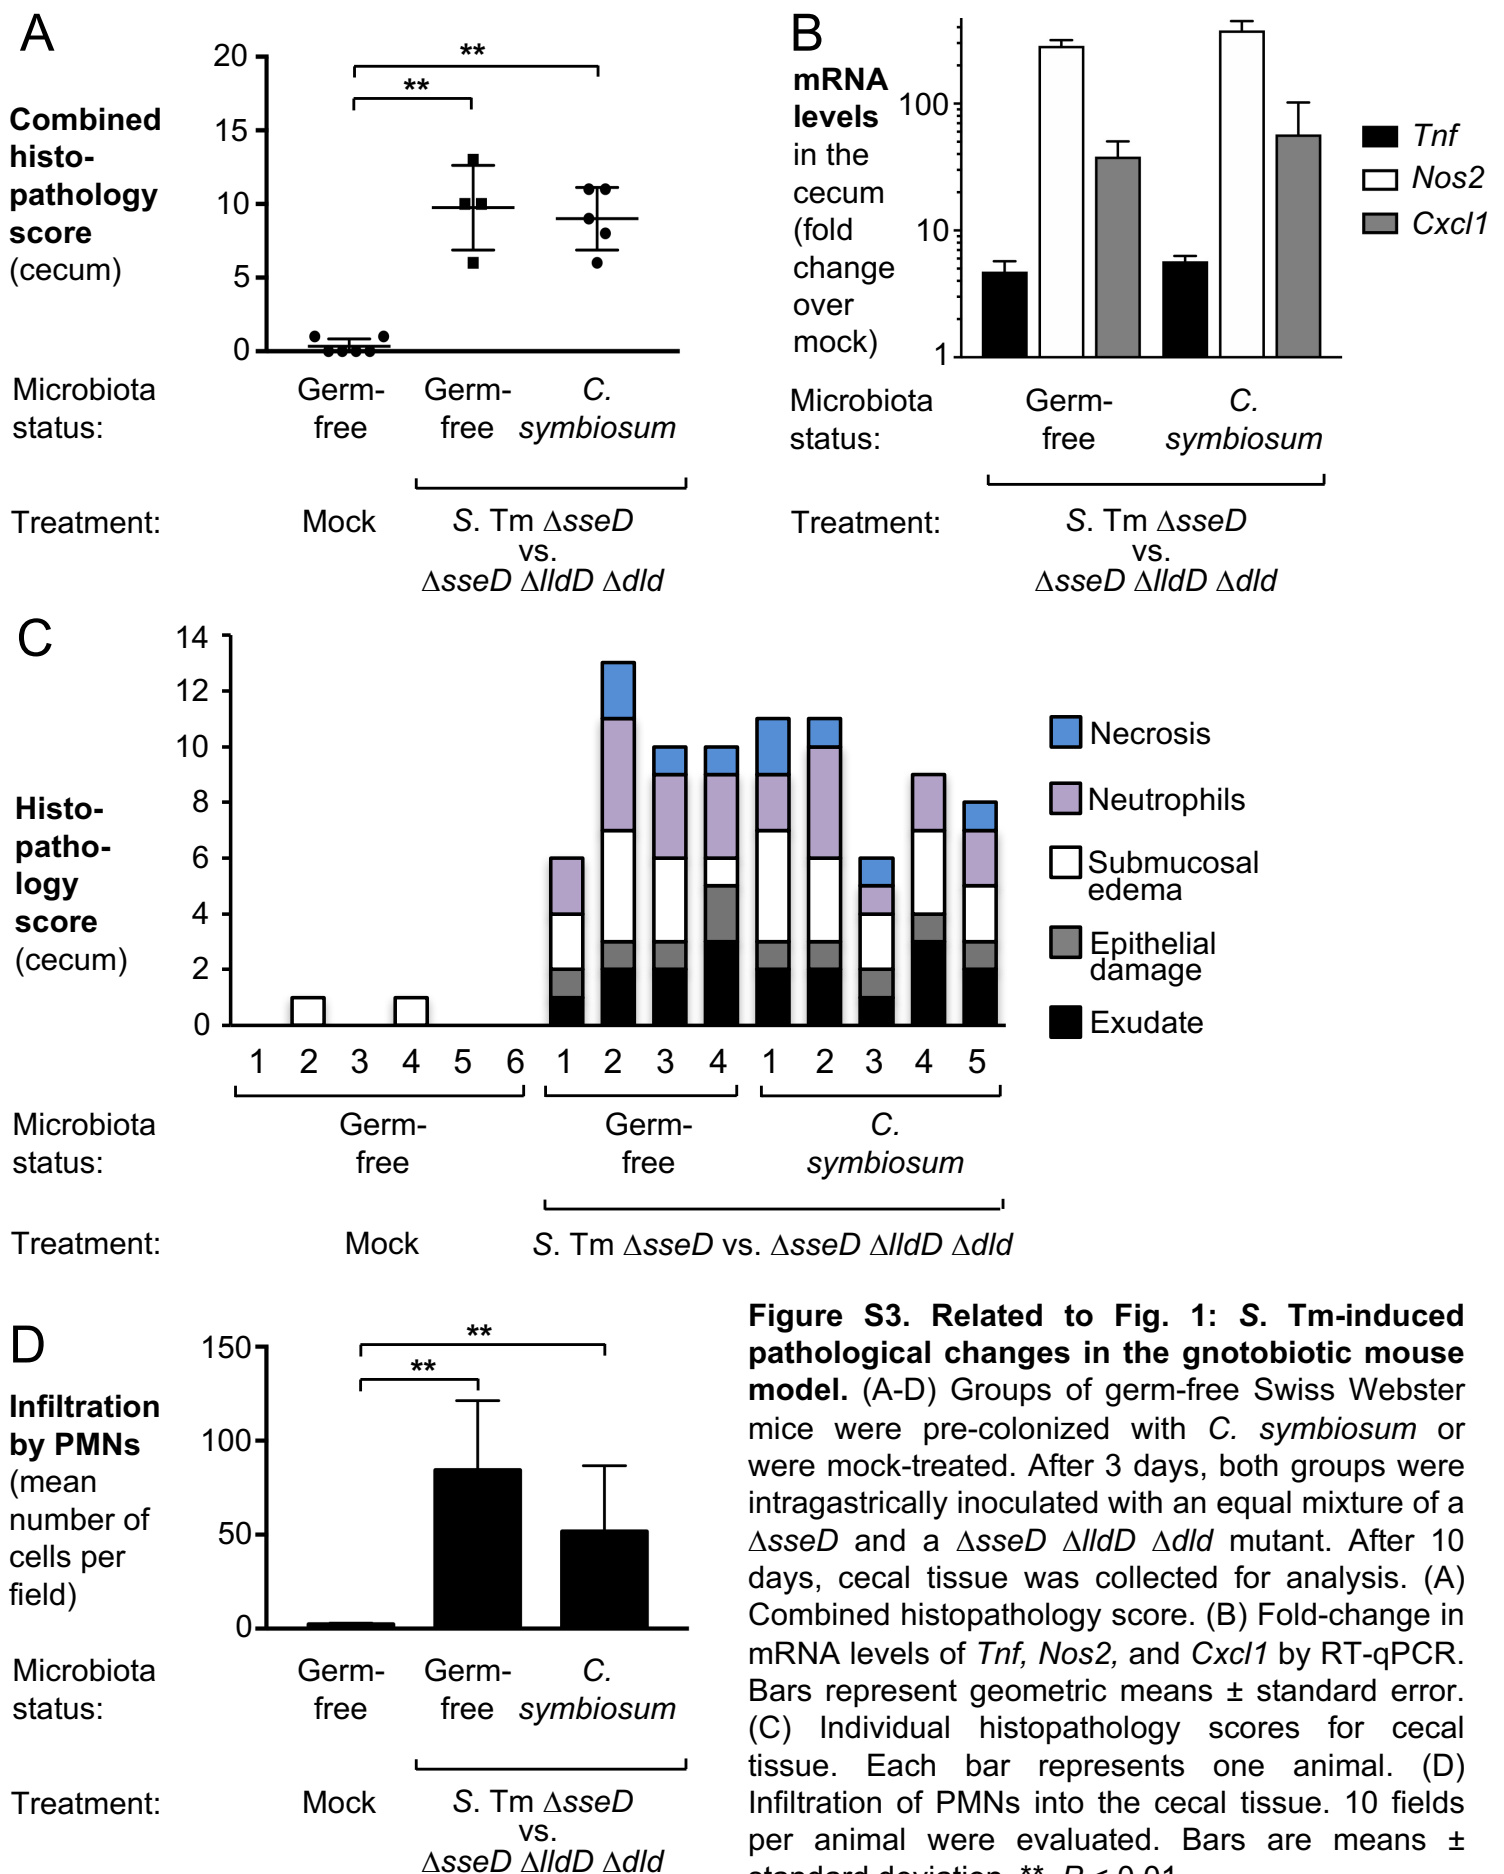 A
Combined
histo-
pathology
score
(cecum)
20
15
10
5
0
**
**
Microbiota
status:
Germ-
free
Germ-
free
C.
symbiosum
Treatment:
Mock
S. Tm ΔsseD
vs.
ΔsseD ΔlldD Δdld
B
mRNA
levels
in the
cecum
(fold
change
over
mock)
100
10
1
Tnf
Nos2
Cxcl1
Microbiota
status:
Germ-
free
C.
symbiosum
Treatment:
S. Tm ΔsseD
vs.
ΔsseD ΔlldD Δdld
C
Histo-
patho-
logy
score
(cecum)
14
12
10
8
6
4
2
0
Necrosis
Neutrophils
Submucosal
edema
Epithelial
damage
Exudate
1 2 3 4 5 6 1 2 3 4 1 2 3 4 5
Microbiota
status:
Germ-
free
Germ-
free
C.
symbiosum
Treatment:
Mock
S. Tm ΔsseD vs. ΔsseD ΔlldD Δdld
D
Infiltration
by PMNs
(mean
number of
cells per
field)
150
100
50
0
**
**
Microbiota
status:
Germ-
free
Germ-
free
C.
symbiosum
Treatment:
Mock
S. Tm ΔsseD
vs.
ΔsseD ΔlldD Δdld
Figure S3. Related to Fig. 1: S. Tm-induced
pathological changes in the gnotobiotic mouse
model. (A-D) Groups of germ-free Swiss Webster
mice were pre-colonized with C. symbiosum or
were mock-treated. After 3 days, both groups were
intragastrically inoculated with an equal mixture of a
ΔsseD and a ΔsseD ΔlldD Δdld mutant. After 10
days, cecal tissue was collected for analysis. (A)
Combined histopathology score. (B) Fold-change in
mRNA levels of Tnf, Nos2, and Cxcl1 by RT-qPCR.
Bars represent geometric means ± standard error.
(C) Individual histopathology scores for cecal
tissue. Each bar represents one animal. (D)
Infiltration of PMNs into the cecal tissue. 10 fields
per animal were evaluated. Bars are means ±
standard deviation. **, P < 0.01